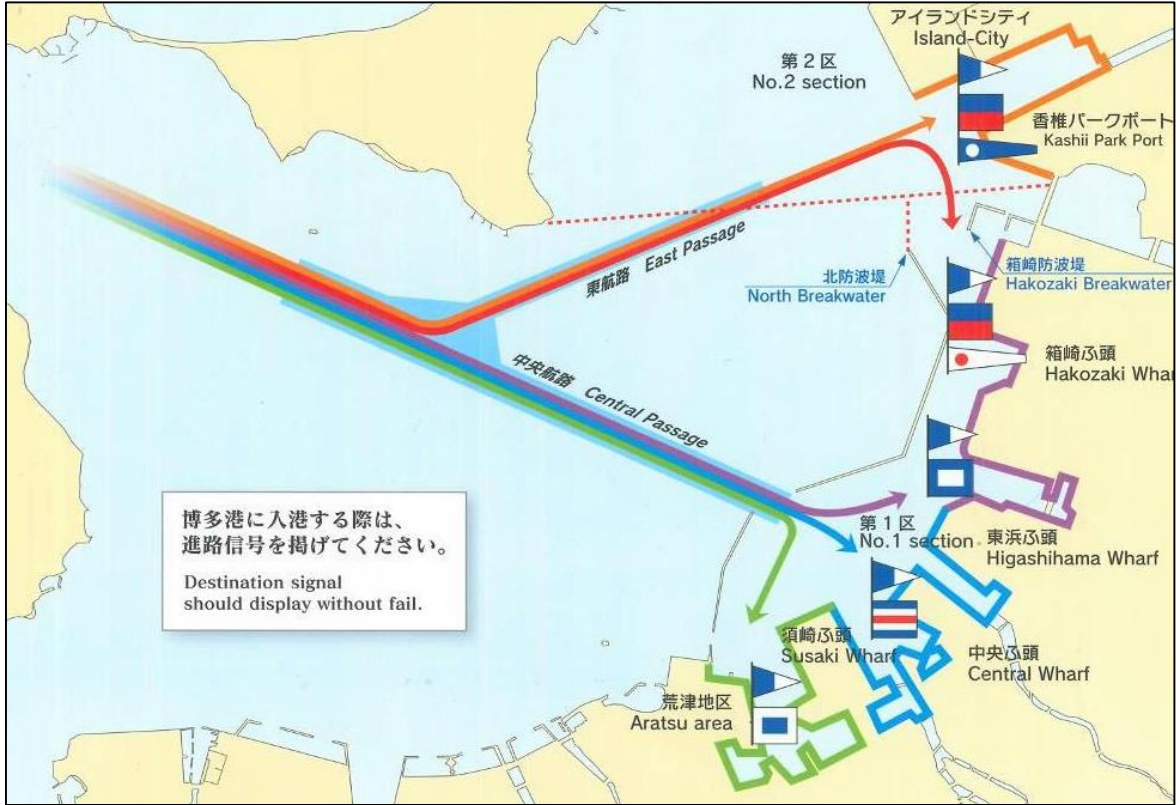 アイランドシティ
Island-City
第2区
No.2 section
香椎パークポート
Kashii Park Port
東航路 East Passage
北防波堤
North Breakwater
箱崎防波堤
Hakozaki Breakwater
箱崎ふ頭
Hakozaki Whar
中央航路 Central Passage
博多港に入港する際は、
進路信号を掲げてください。
Destination signal
should display without fail.
第1区
No.1 section
東浜ふ頭
Higashihama Wharf
須崎ふ頭
Susaki Wharf
中央ふ頭
Central Wharf
荒津地区
Aratsu area